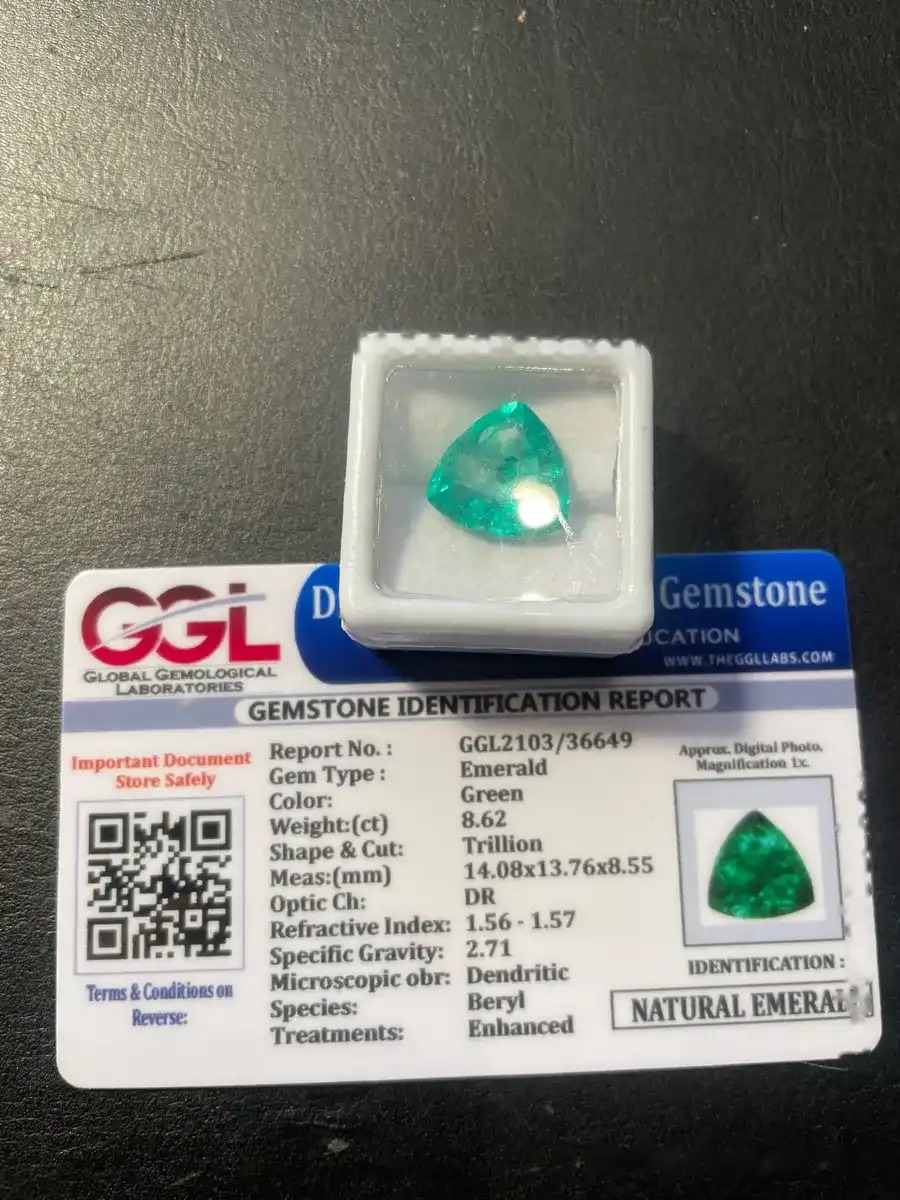 GGL
GLOBAL GEMOLOGICAL
LABORATORIES
Gemstone
WWW.THEGGLLABS.COM
GEMSTONE IDENTIFICATION REPORT
Important Document
Store Safely
Terms & Conditions on
Reverse:
Report No. : GGL2103/36649
Gem Type : Emerald
Color: Green
Weight:(ct) 8.62
Shape & Cut: Trillion
Meas:(mm) 14.08x13.76x8.55
Optic Ch: DR
Refractive Index: 1.56 - 1.57
Specific Gravity: 2.71
Microscopic obr: Dendritic
Species: Beryl
Treatments: Enhanced
Approx. Digital Photo.
Magnification 1x.
IDENTIFICATION :
NATURAL